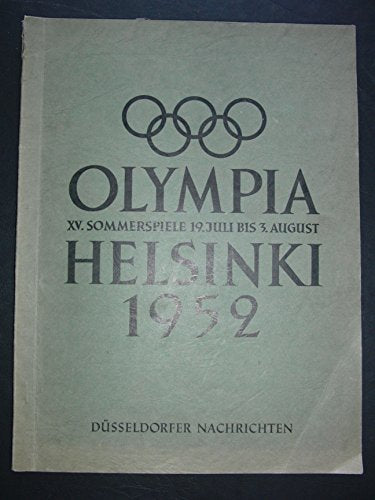 OLYMPIA
XV. SOMMERSPIELE 19. JULI BIS 3. AUGUST
HELSINKI
1952
DÜSSELDORFER NACHRICHTEN